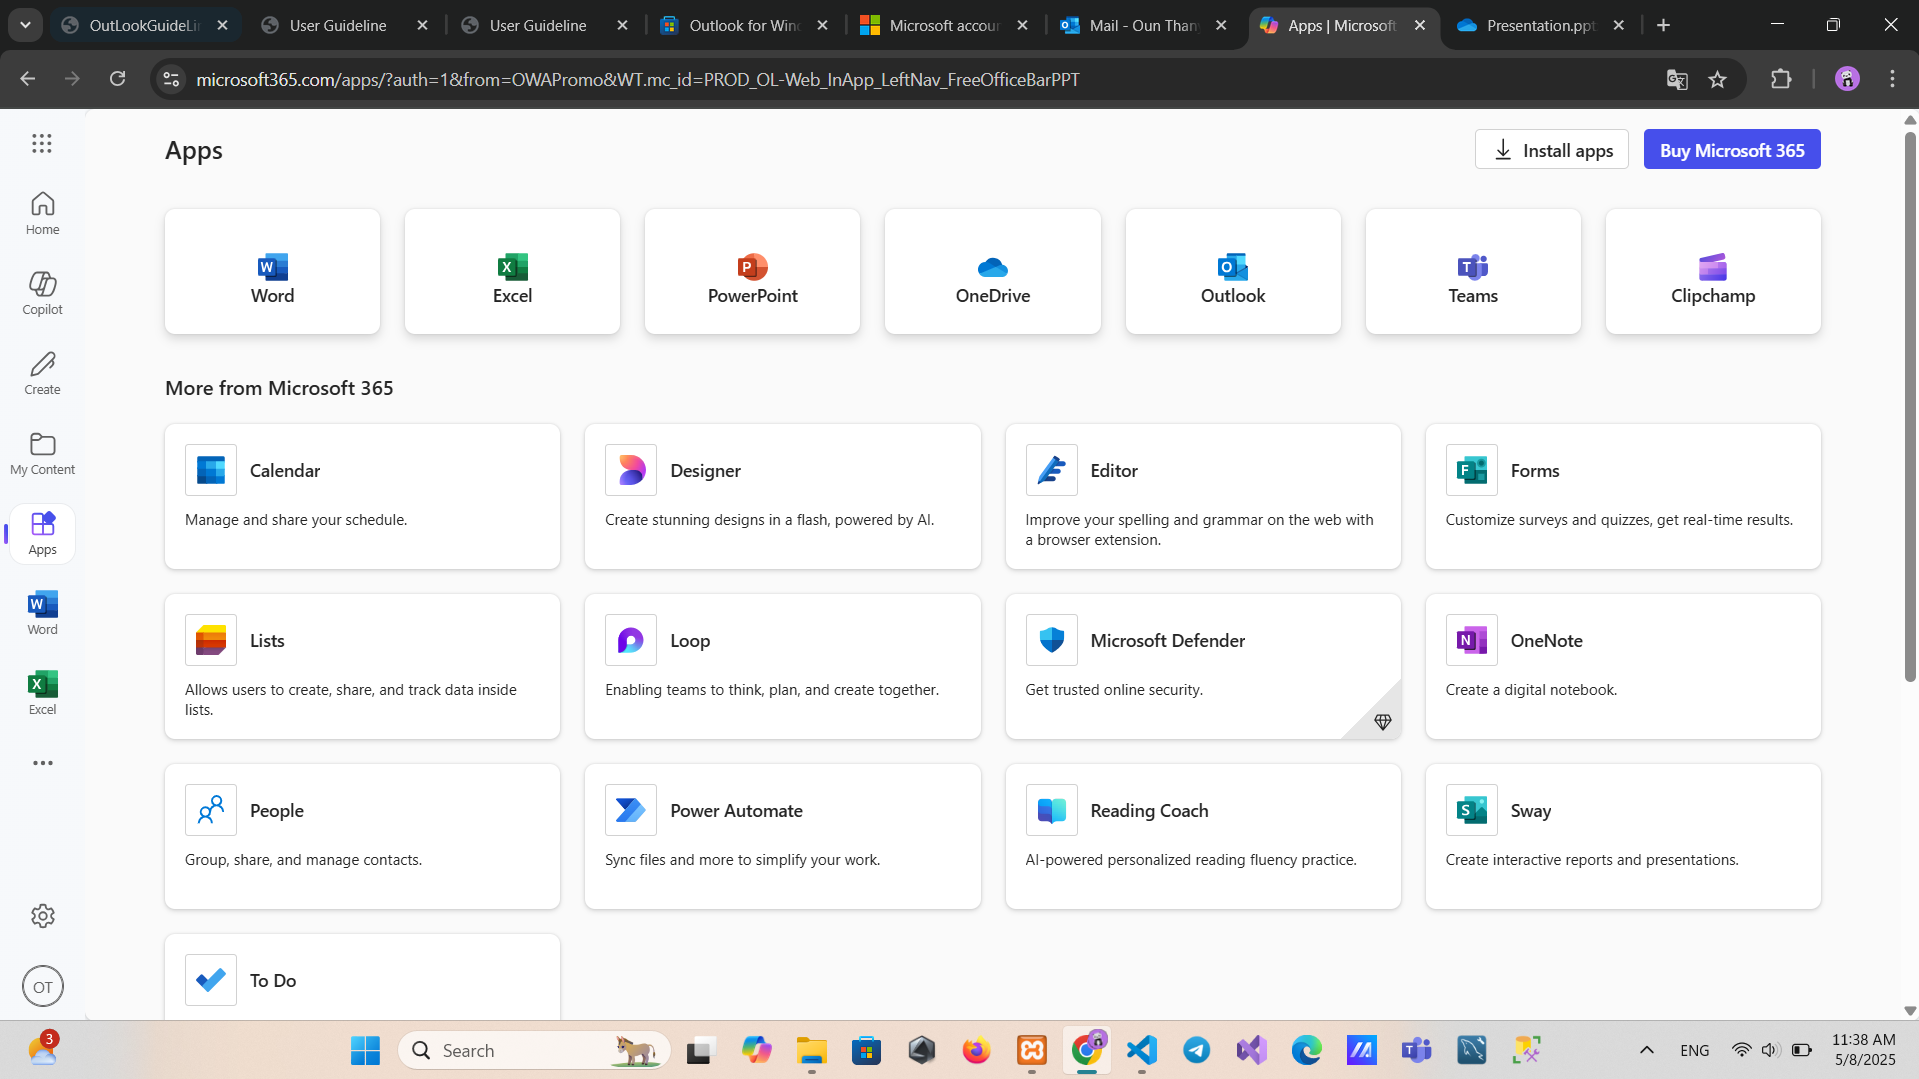 OutLookGuideLi
User Guideline
User Guideline
Outlook for Win
Microsoft accou
Mail - Oun Than
Apps | Microsoft
Presentation.ppt
microsoft365.com/apps/?auth=1&from=OWAPromo&WT.mc_id=PROD_OL-Web_InApp_LeftNav_FreeOfficeBarPPT
Apps
Install apps
Buy Microsoft 365
Home
Copilot
Create
My Content
Apps
Word
Excel
OT
Word
Excel
PowerPoint
OneDrive
Outlook
Teams
Clipchamp
More from Microsoft 365
Calendar
Manage and share your schedule.
Designer
Create stunning designs in a flash, powered by AI.
Editor
Improve your spelling and grammar on the web with
a browser extension.
Forms
Customize surveys and quizzes, get real-time results.
Lists
Allows users to create, share, and track data inside
lists.
Loop
Enabling teams to think, plan, and create together.
Microsoft Defender
Get trusted online security.
OneNote
Create a digital notebook.
People
Group, share, and manage contacts.
Power Automate
Sync files and more to simplify your work.
Reading Coach
AI-powered personalized reading fluency practice.
Sway
Create interactive reports and presentations.
To Do
3
Search
ENG
11:38 AM
5/8/2025